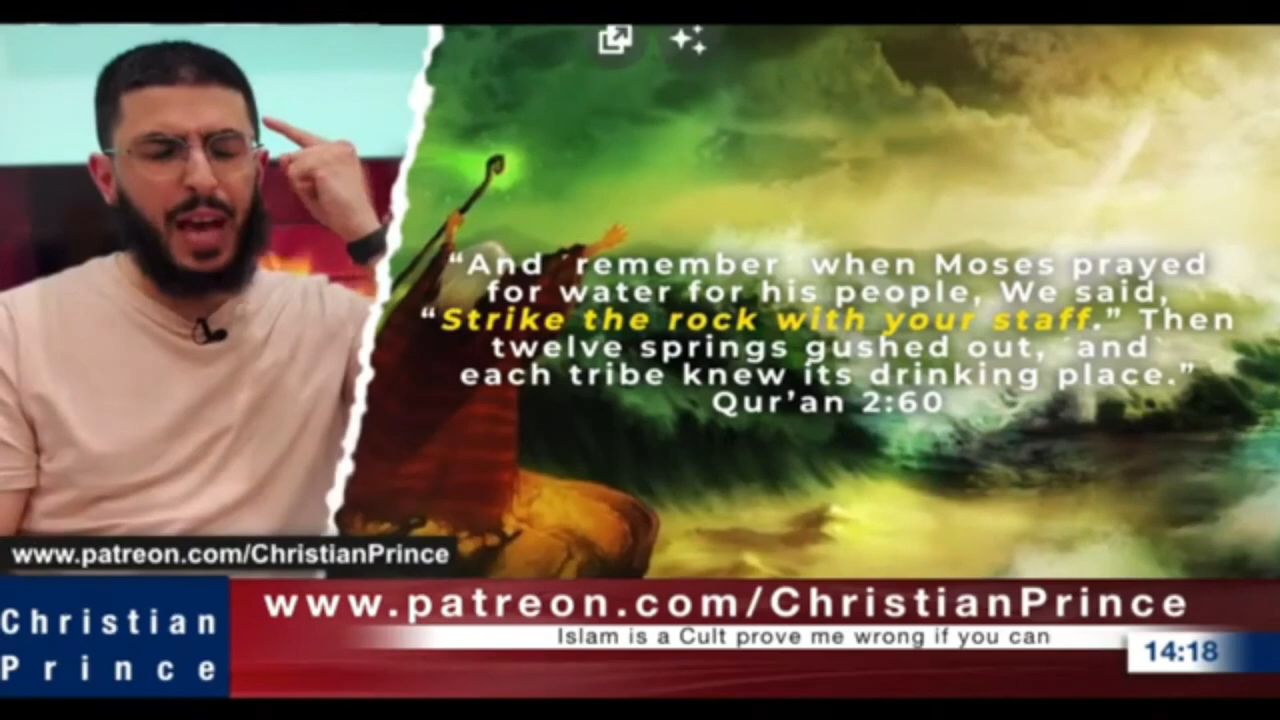 “And ˹remember˺ when Moses prayed
for water for his people, We said,
“Strike the rock with your staff.” Then
twelve springs gushed out, ˹and˺
each tribe knew its drinking place.”
Qur’an 2:60
www.patreon.com/ChristianPrince
Christian
Prince
www.patreon.com/ChristianPrince
Islam is a Cult prove me wrong if you can
14:18